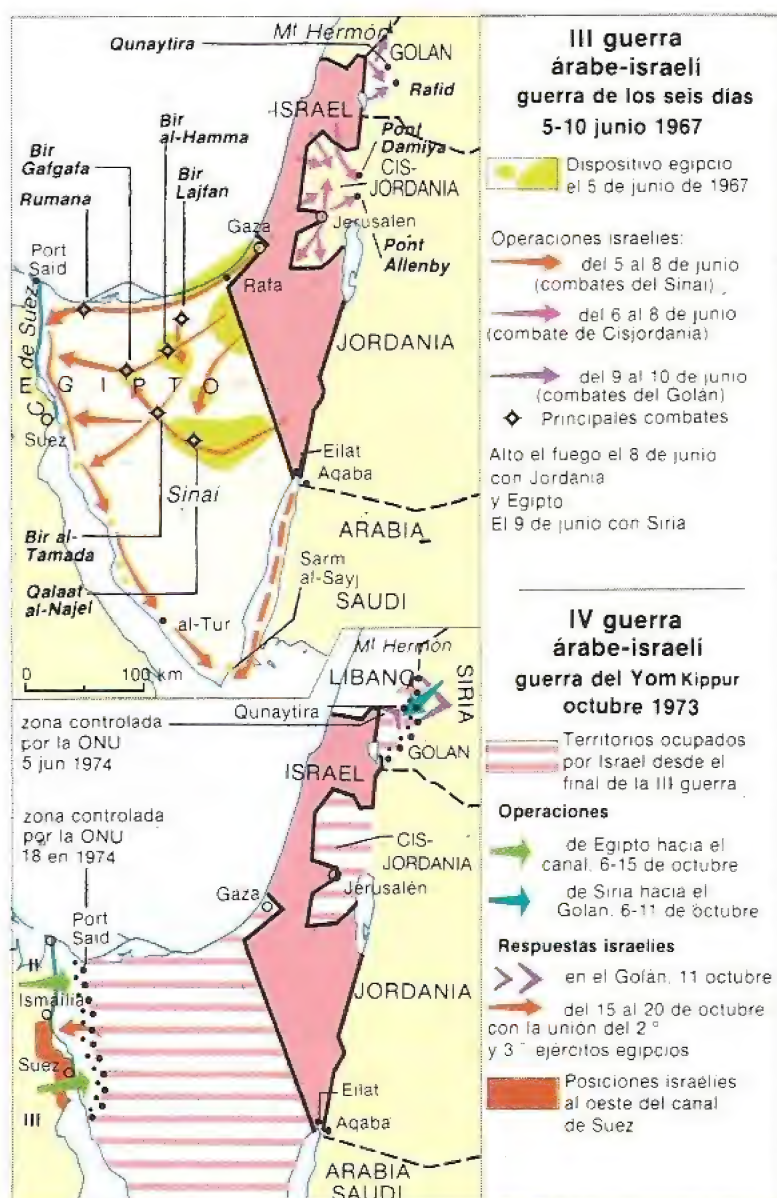 Mt Hermón
Qunaytira
GOLAN
Rafid
ISRAEL
Bir
al-Hamma
Bir
Gafgafa
Bir
Lajfan
Rumana
Pont
Damiya
CIS-
JORDANIA
Jerusalén
Gaza
Pont
Allenby
Port
Said
Rafa
C. de Suez
JORDANIA
EGIPTO
Suez
Eilat
Aqaba
Sinaí
ARABIA
SAUDI
Bir al-
Tamada
Sarm
al-Sayj
Qalaat
al-Najel
al-Tur
0 100 km
III guerra
árabe-israelí
guerra de los seis días
5-10 junio 1967
Dispositivo egipcio
el 5 de junio de 1967
Operaciones israelíes:
del 5 al 8 de junio
(combates del Sinaí)
del 6 al 8 de junio
(combate de Cisjordania)
del 9 al 10 de junio
(combates del Golán)
Principales combates
Alto el fuego el 8 de junio
con Jordania
y Egipto
El 9 de junio con Siria
Mt Hermón
LIBANO
SIRIA
Qunaytira
zona controlada
por la ONU
5 jun 1974
GOLAN
ISRAEL
zona controlada
por la ONU
18 en 1974
CIS-
JORDANIA
Jérusalén
Gaza
Port
Said
II
Ismailia
JORDANIA
Suez
III
Eilat
Aqaba
ARABIA
SAUDI
IV guerra
árabe-israelí
guerra del Yom Kippur
octubre 1973
Territorios ocupados
por Israel desde el
final de la III guerra
Operaciones
de Egipto hacia el
canal, 6-15 de octubre
de Siria hacia el
Golan, 6-11 de octubre
Respuestas israelíes
en el Golán, 11 octubre
del 15 al 20 de octubre
con la unión del 2º
y 3º ejércitos egipcios
Posiciones israelíes
al oeste del canal
de Suez